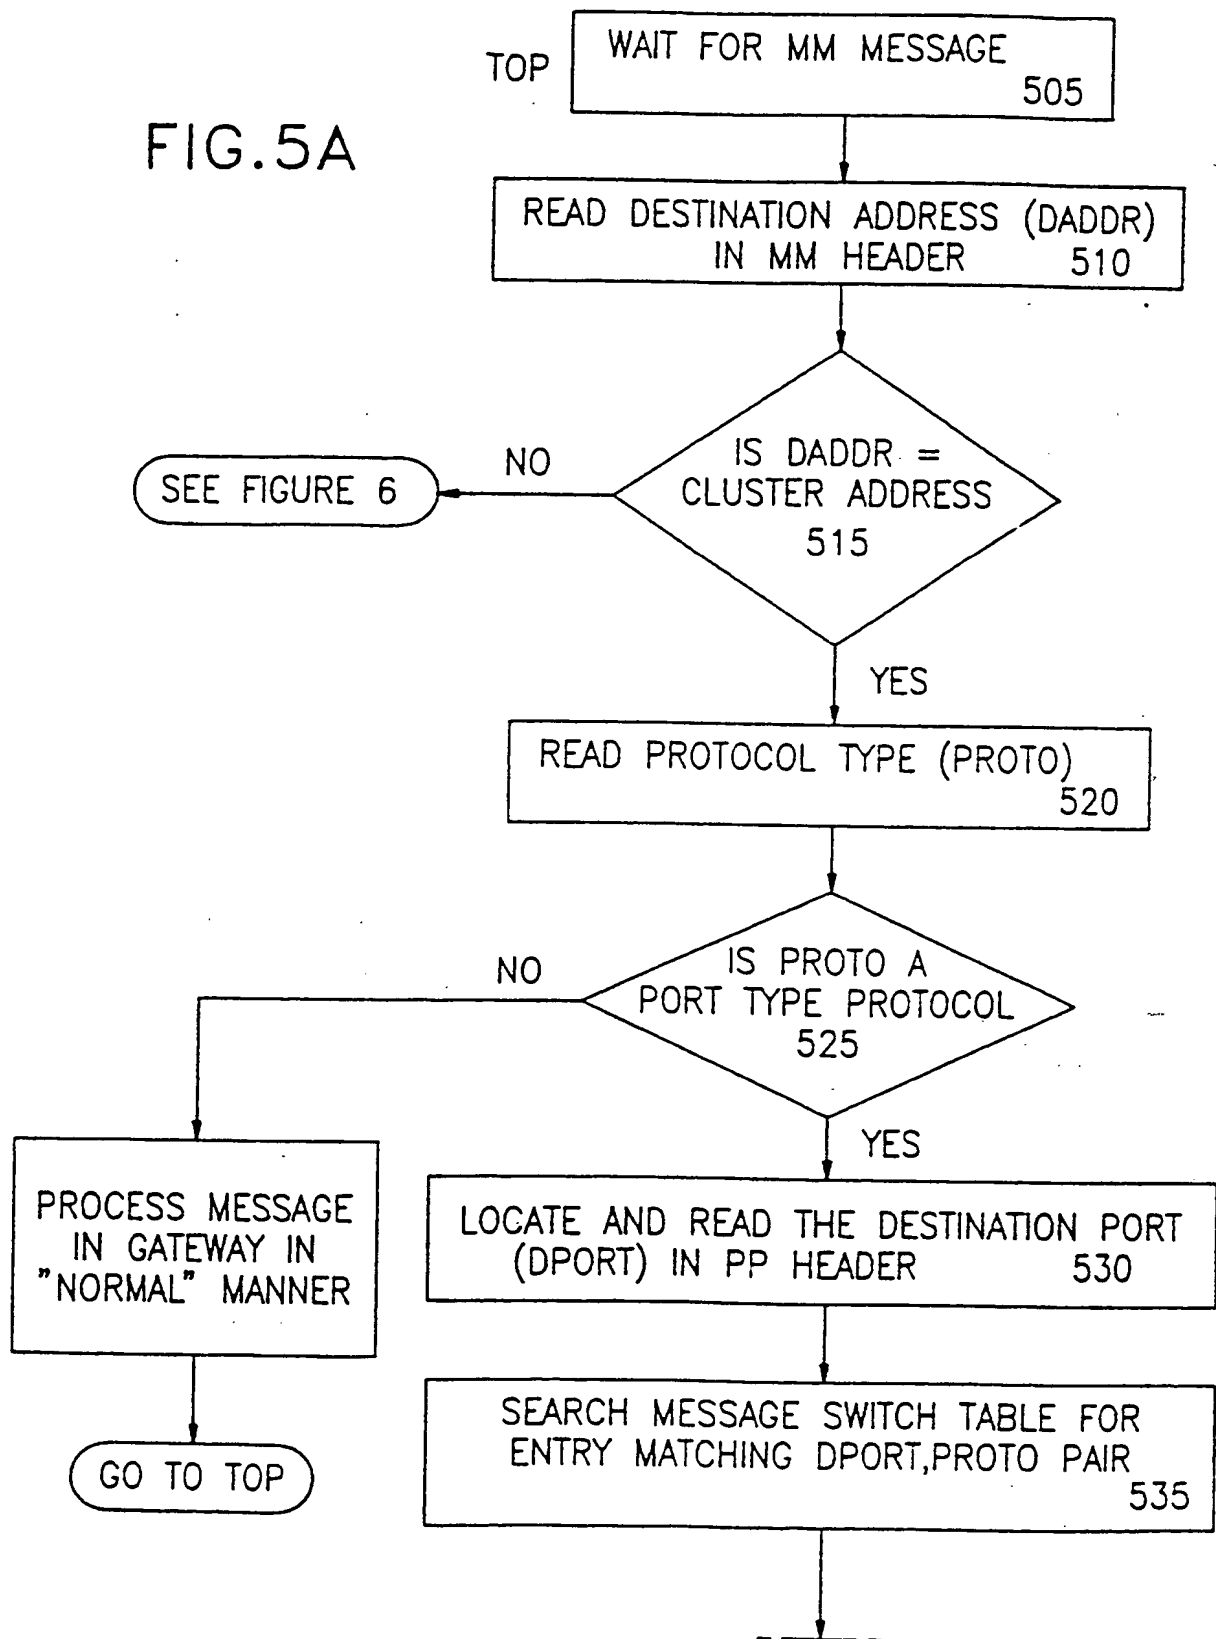 WAIT FOR MM MESSAGE
505
TOP
FIG.5A
READ DESTINATION ADDRESS (DADDR)
IN MM HEADER 510
IS DADDR =
CLUSTER ADDRESS
515
NO
SEE FIGURE 6
YES
READ PROTOCOL TYPE (PROTO)
520
IS PROTO A
PORT TYPE PROTOCOL
525
NO
YES
PROCESS MESSAGE
IN GATEWAY IN
"NORMAL" MANNER
GO TO TOP
LOCATE AND READ THE DESTINATION PORT
(DPORT) IN PP HEADER 530
SEARCH MESSAGE SWITCH TABLE FOR
ENTRY MATCHING DPORT,PROTO PAIR
535